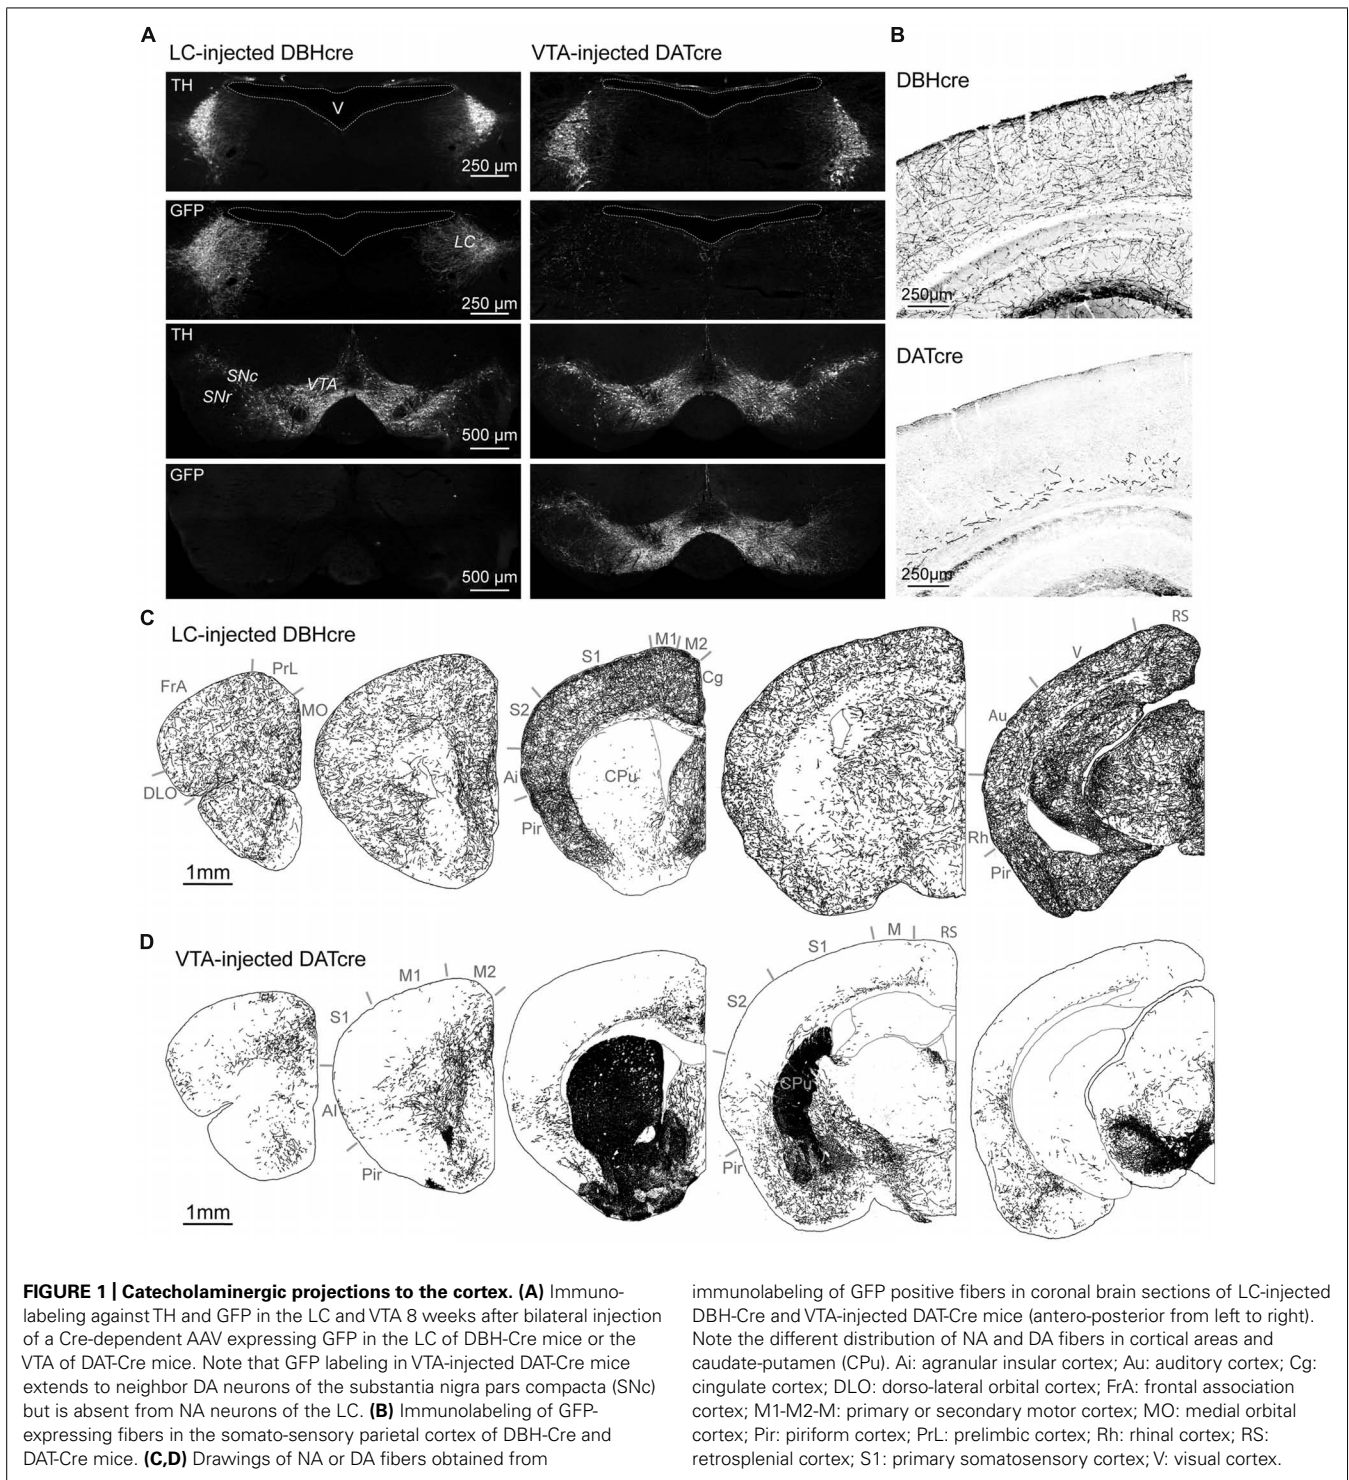 A
LC-injected DBHcre
VTA-injected DATcre
TH
V
250 µm
GFP
LC
250 µm
TH
SNc
SNr
VTA
500 µm
GFP
500 µm
B
DBHcre
250µm
DATcre
250µm
C
LC-injected DBHcre
FrA
PrL
MO
DLO
1mm
S1
M1
M2
Cg
S2
Ai
CPu
Pir
RS
V
Au
Rh
Pir
D
VTA-injected DATcre
S1
M1
M2
AI
Pir
1mm
S2
S1
M
RS
CPu
Pir
FIGURE 1 | Catecholaminergic projections to the cortex. (A) Immuno-
labeling against TH and GFP in the LC and VTA 8 weeks after bilateral injection
of a Cre-dependent AAV expressing GFP in the LC of DBH-Cre mice or the
VTA of DAT-Cre mice. Note that GFP labeling in VTA-injected DAT-Cre mice
extends to neighbor DA neurons of the substantia nigra pars compacta (SNc)
but is absent from NA neurons of the LC. (B) Immunolabeling of GFP-
expressing fibers in the somato-sensory parietal cortex of DBH-Cre and
DAT-Cre mice. (C,D) Drawings of NA or DA fibers obtained from
immunolabeling of GFP positive fibers in coronal brain sections of LC-injected
DBH-Cre and VTA-injected DAT-Cre mice (antero-posterior from left to right).
Note the different distribution of NA and DA fibers in cortical areas and
caudate-putamen (CPu). Ai: agranular insular cortex; Au: auditory cortex; Cg:
cingulate cortex; DLO: dorso-lateral orbital cortex; FrA: frontal association
cortex; M1-M2-M: primary or secondary motor cortex; MO: medial orbital
cortex; Pir: piriform cortex; PrL: prelimbic cortex; Rh: rhinal cortex; RS:
retrosplenial cortex; S1: primary somatosensory cortex; V: visual cortex.